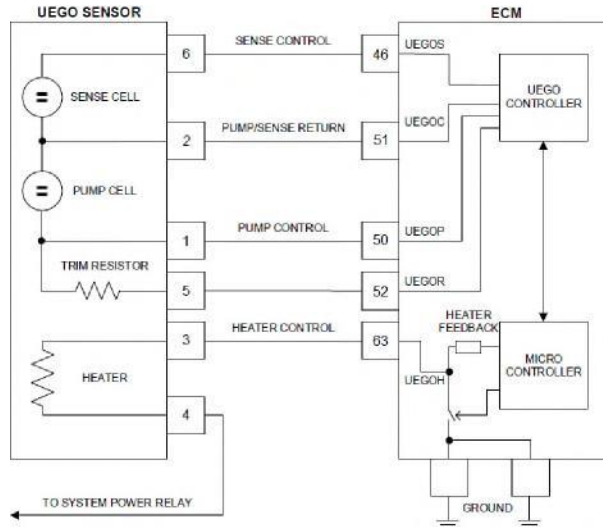 UEGO SENSOR
ECM
6
SENSE CONTROL
46
UEGOS
SENSE CELL
UEGO
CONTROLLER
2
PUMP/SENSE RETURN
51
UEGOC
PUMP CELL
1
PUMP CONTROL
50
UEGOP
TRIM RESISTOR
5
52
UEGOR
3
HEATER CONTROL
63
HEATER
FEEDBACK
UEGOH
MICRO
CONTROLLER
HEATER
4
TO SYSTEM POWER RELAY
GROUND